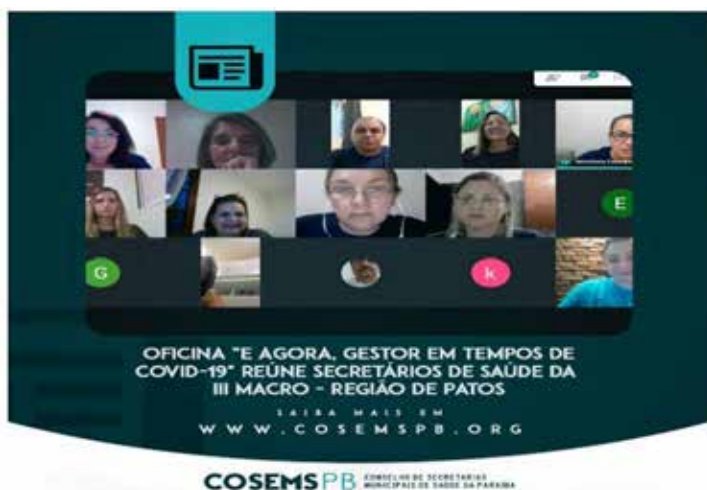 E
G
k
OFICINA "E AGORA, GESTOR EM TEMPOS DE
COVID-19" REÚNE SECRETÁRIOS DE SAÚDE DA
III MACRO - REGIÃO DE PATOS
SAIBA MAIS EM
WWW.COSEMSPB.ORG
COSEMSPB CONSELHO DE SECRETARIAS
MUNICIPAIS DE SAÚDE DA PARAÍBA